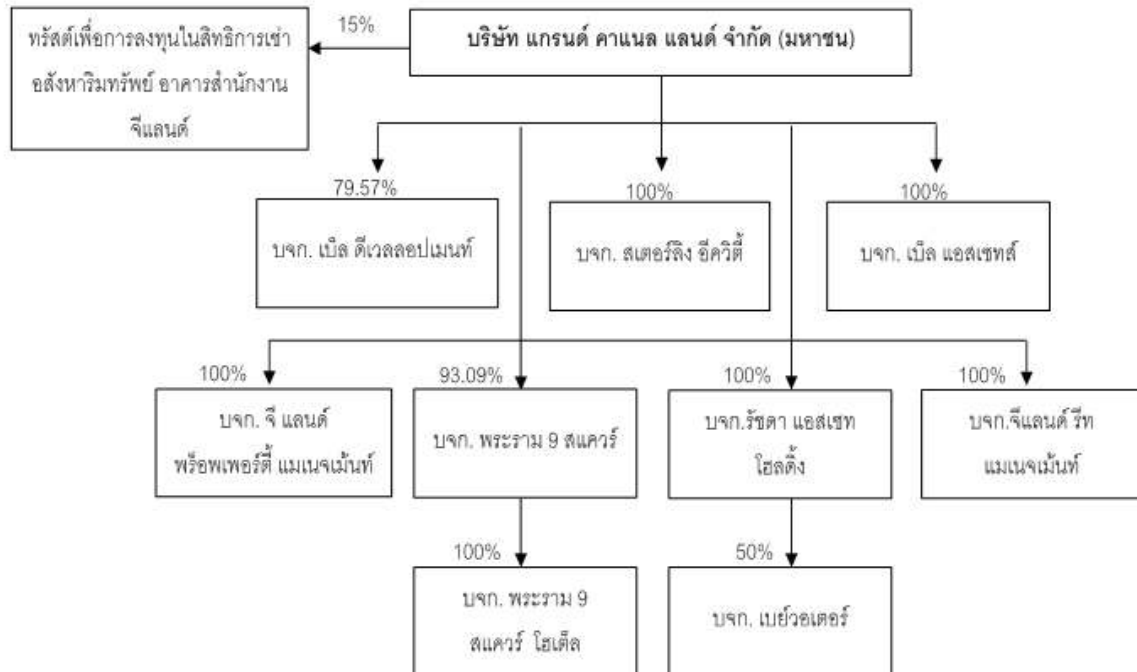 ทรัสต์เพื่อการลงทุนในสิทธิการเช่า
อสังหาริมทรัพย์ อาคารสำนักงาน
จีแลนด์
15%
บริษัท แกรนด์ คาแนล แลนด์ จำกัด (มหาชน)
79.57%
บจก. เบ็ล ดีเวลลอปเมนท์
100%
บจก. สเตอร์ลิง อีควิตี้
100%
บจก. เบ็ล แอสเซทส์
100%
บจก. จี แลนด์
พร็อพเพอร์ตี้ แมเนจเม้นท์
93.09%
บจก. พระราม 9 สแควร์
100%
บจก.รัชดา แอสเซท
โฮลดิ้ง
100%
บจก.จีแลนด์ รีท
แมเนจเม้นท์
100%
บจก. พระราม 9
สแควร์ โฮเต็ล
50%
บจก. เบย์วอเตอร์